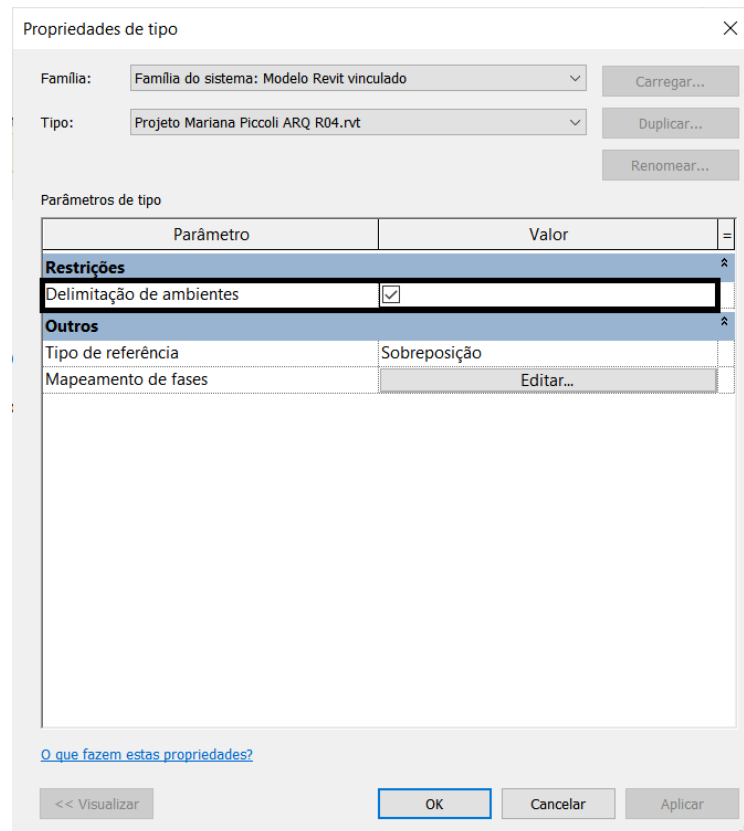 Propriedades de tipo
Família: Família do sistema: Modelo Revit vinculado Carregar...
Tipo: Projeto Mariana Piccoli ARQ R04.rvt Duplicar...
Renomear...
Parâmetros de tipo
Parâmetro Valor =
Restrições
Delimitação de ambientes
Outros
Tipo de referência Sobreposição
Mapeamento de fases Editar...
O que fazem estas propriedades?
<< Visualizar OK Cancelar Aplicar